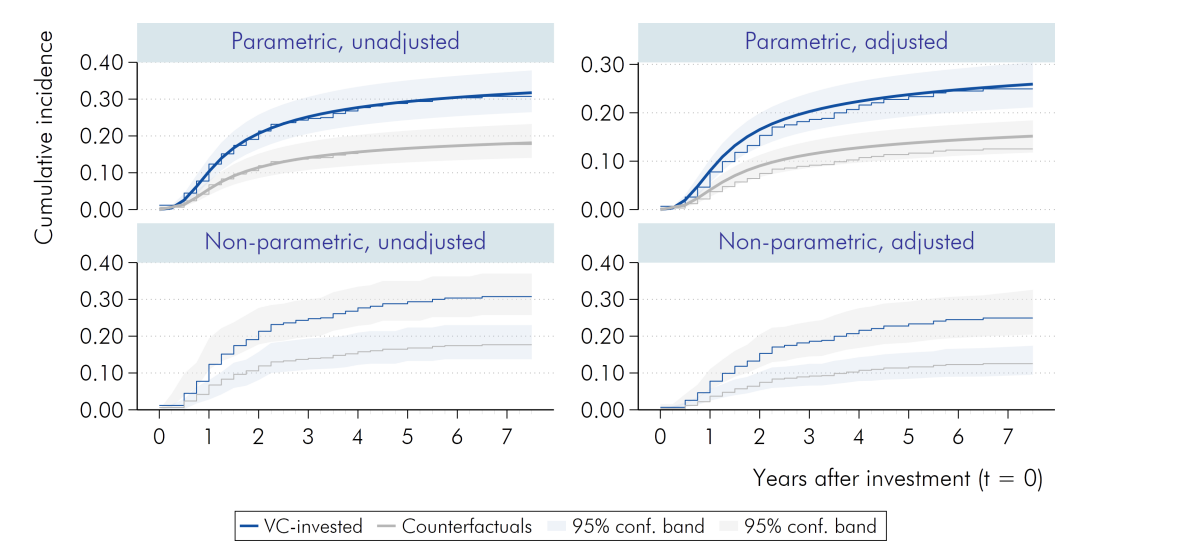 Cumulative incidence
Parametric, unadjusted
0.40
0.30
0.20
0.10
0.00
Parametric, adjusted
0.30
0.20
0.10
0.00
Non-parametric, unadjusted
0.40
0.30
0.20
0.10
0.00
0 1 2 3 4 5 6 7
Non-parametric, adjusted
0.40
0.30
0.20
0.10
0.00
0 1 2 3 4 5 6 7
Years after investment (t = 0)
VC-invested Counterfactuals 95% conf. band 95% conf. band